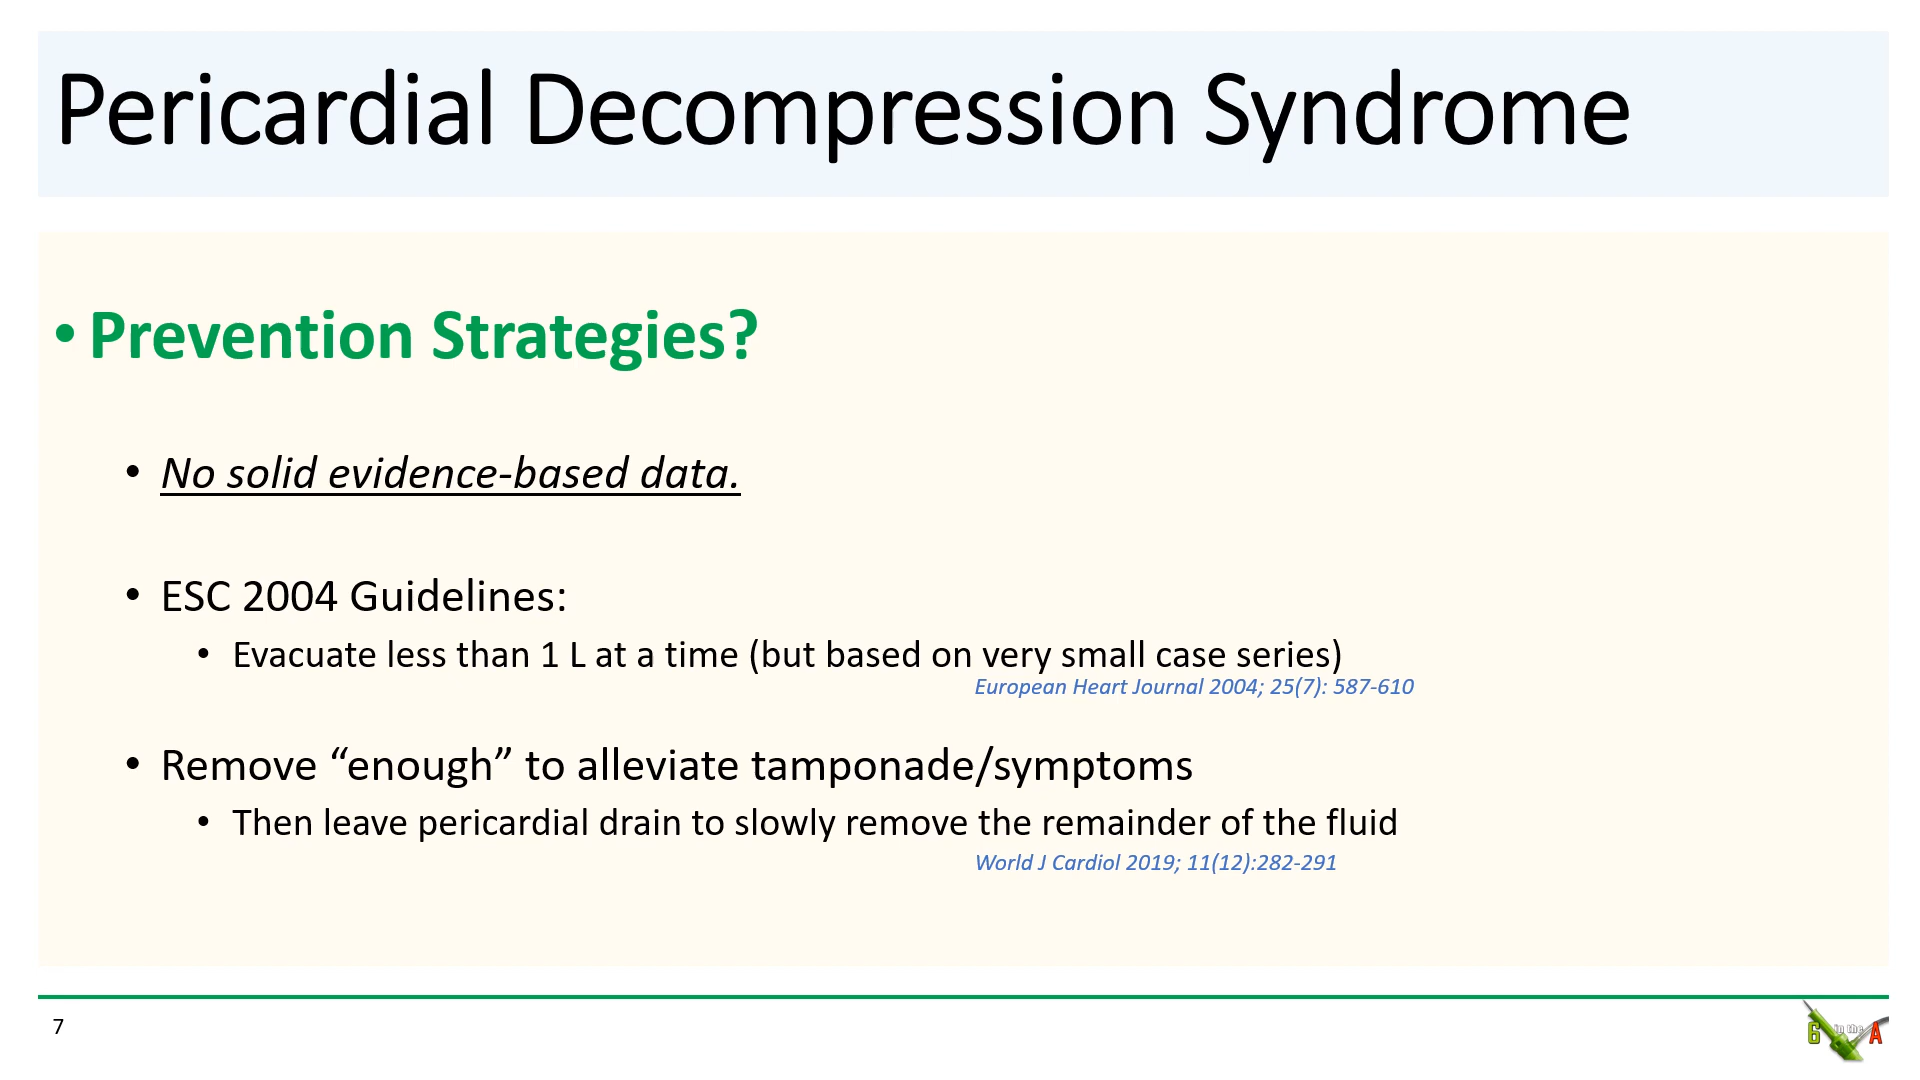 Pericardial Decompression Syndrome
• Prevention Strategies?
• No solid evidence-based data.
• ESC 2004 Guidelines:
• Evacuate less than 1 L at a time (but based on very small case series)
European Heart Journal 2004; 25(7): 587-610
• Remove “enough” to alleviate tamponade/symptoms
• Then leave pericardial drain to slowly remove the remainder of the fluid
World J Cardiol 2019; 11(12):282-291
7
6 in the A